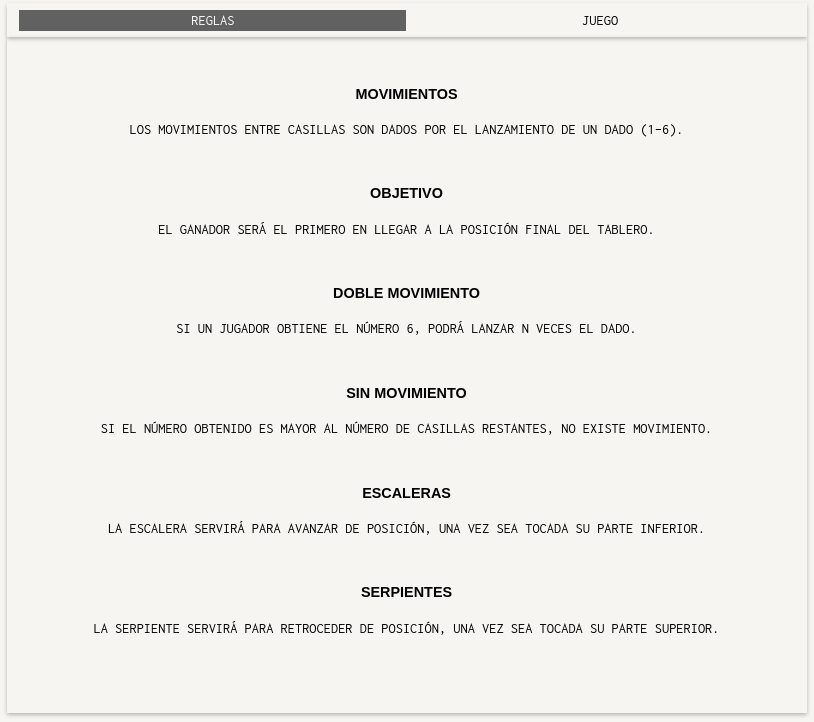 REGLAS
JUEGO
MOVIMIENTOS
LOS MOVIMIENTOS ENTRE CASILLAS SON DADOS POR EL LANZAMIENTO DE UN DADO (1-6).
OBJETIVO
EL GANADOR SERÁ EL PRIMERO EN LLEGAR A LA POSICIÓN FINAL DEL TABLERO.
DOBLE MOVIMIENTO
SI UN JUGADOR OBTIENE EL NÚMERO 6, PODRÁ LANZAR N VECES EL DADO.
SIN MOVIMIENTO
SI EL NÚMERO OBTENIDO ES MAYOR AL NÚMERO DE CASILLAS RESTANTES, NO EXISTE MOVIMIENTO.
ESCALERAS
LA ESCALERA SERVIRÁ PARA AVANZAR DE POSICIÓN, UNA VEZ SEA TOCADA SU PARTE INFERIOR.
SERPIENTES
LA SERPIENTE SERVIRÁ PARA RETROCEDER DE POSICIÓN, UNA VEZ SEA TOCADA SU PARTE SUPERIOR.